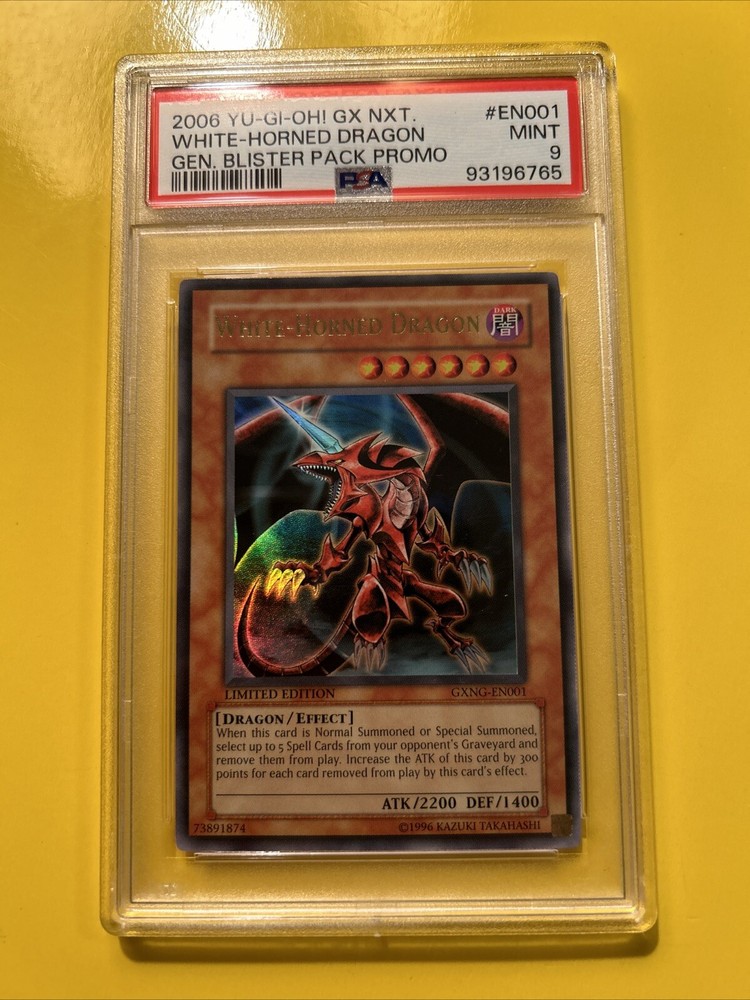 2006 YU-GI-OH! GX NXT. #EN001
WHITE-HORNED DRAGON MINT
GEN. BLISTER PACK PROMO 9
PSA 93196765
WHITE-HORNED DRAGON
DARK
闇
LIMITED EDITION GXNG-EN001
[DRAGON/EFFECT]
When this card is Normal Summoned or Special Summoned,
select up to 5 Spell Cards from your opponent's Graveyard and
remove them from play. Increase the ATK of this card by 300
points for each card removed from play by this card's effect.
ATK/2200 DEF/1400
73891874 ©1996 KAZUKI TAKAHASHI